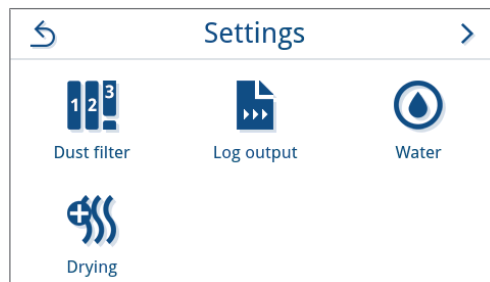 Settings
1 2 3
Dust filter
Log output
Water
Drying